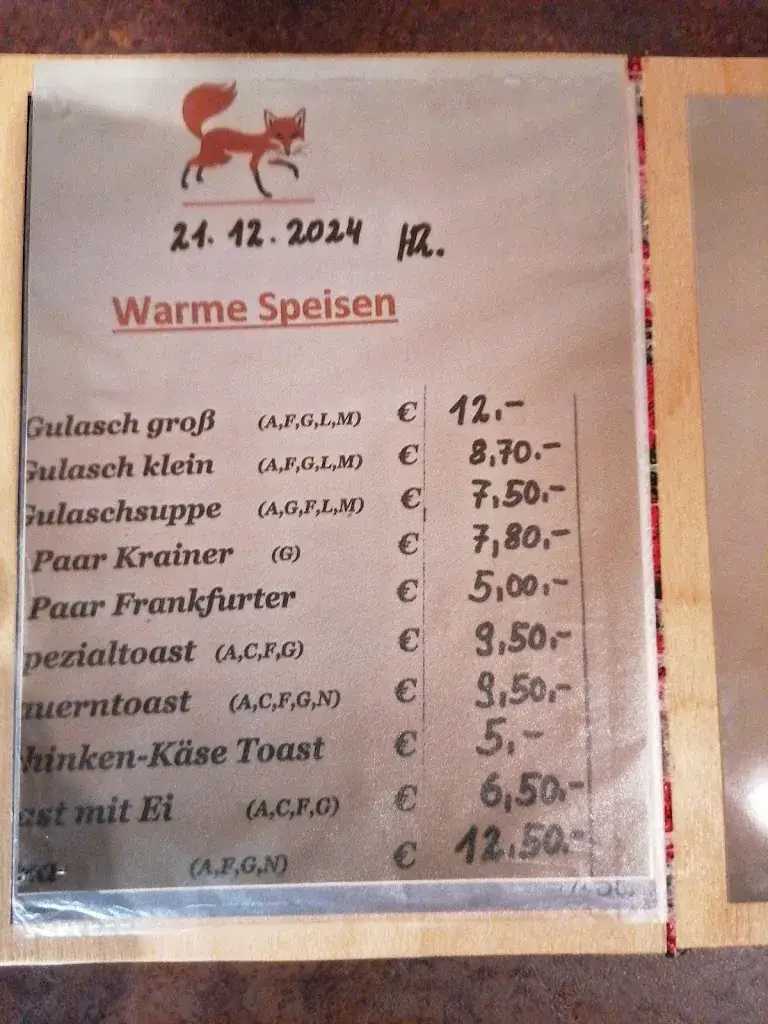 21. 12. 2024 HR.
Warme Speisen
Gulasch groß (A,F,G,L,M) € 12.-
Gulasch klein (A,F,G,L,M) € 8,70.-
Gulaschsuppe (A,G,F,L,M) € 7,50.-
Paar Krainer (G) € 7,80.-
Paar Frankfurter € 5,00.-
pezialtoast (A,C,F,G) € 9,50.-
auerntoast (A,C,F,G,N) € 9,50.-
hinken-Käse Toast € 5.-
ast mit Ei (A,C,F,G) € 6,50.-
(A,F,G,N) € 12.50.-